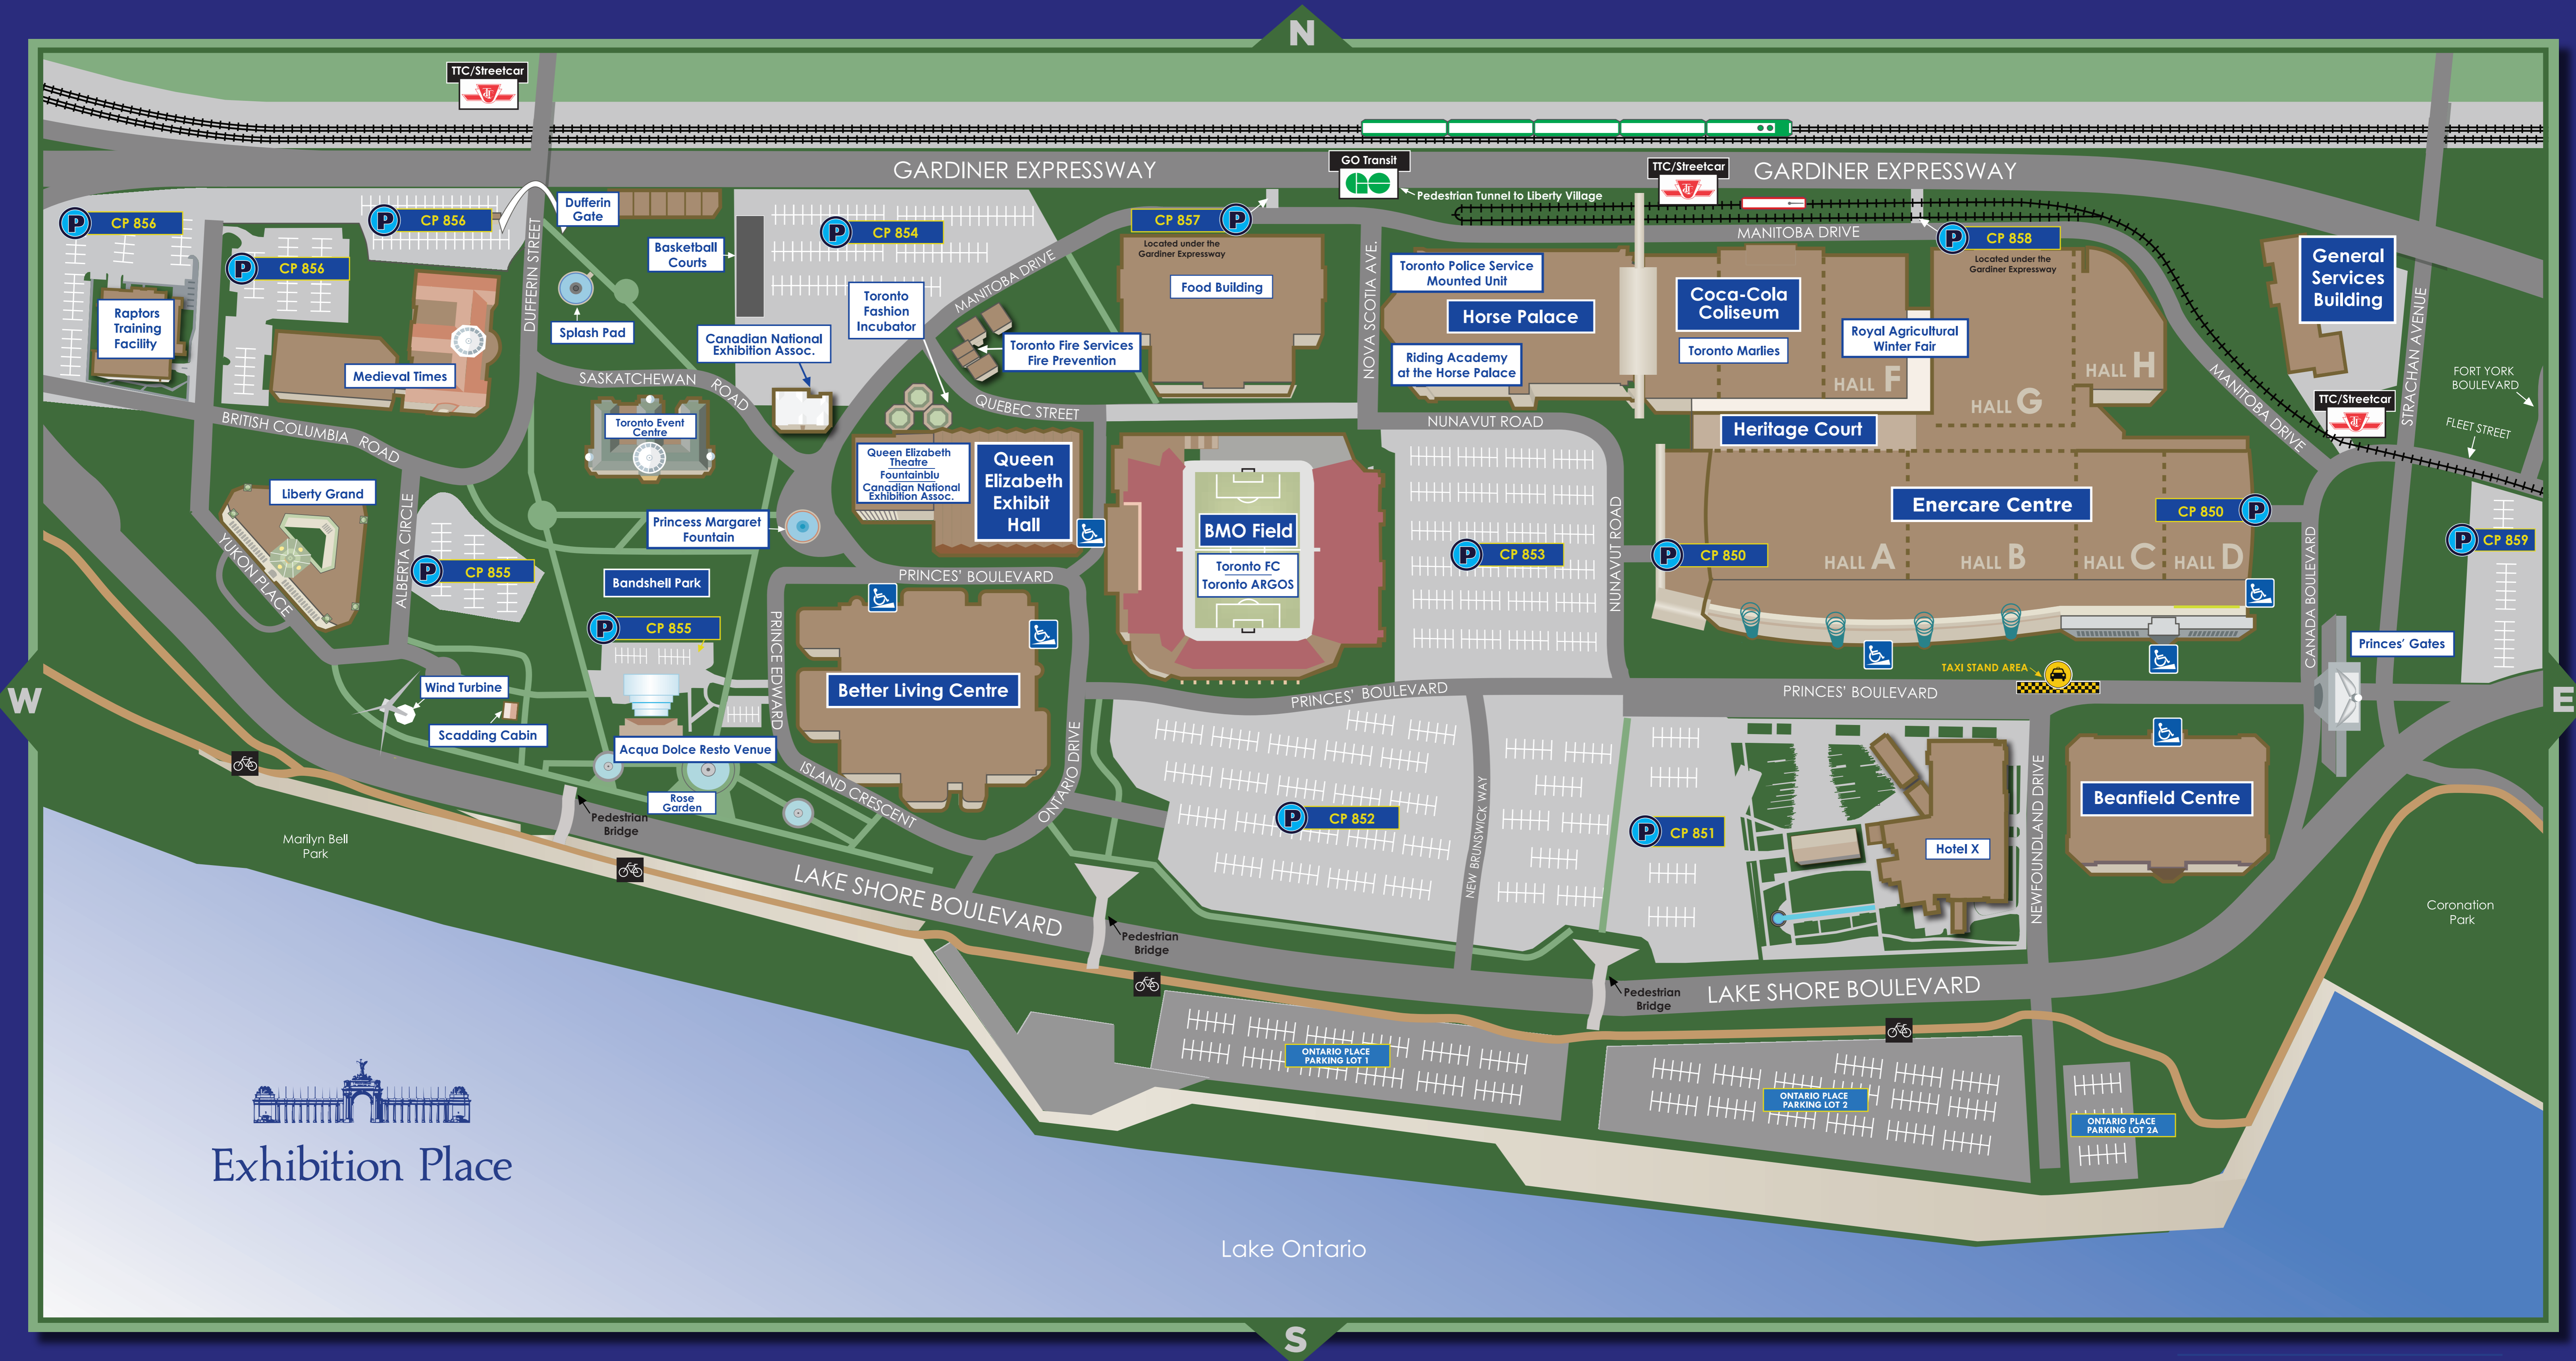 N
TTC/Streetcar
GARDINER EXPRESSWAY
GO Transit
Pedestrian Tunnel to Liberty Village
TTC/Streetcar
GARDINER EXPRESSWAY
P CP 856
P CP 856
P CP 856
Dufferin
Gate
DUFFERIN STREET
Basketball
Courts
P CP 854
CP 857 P
Located under the
Gardiner Expressway
Food Building
MANITOBA DRIVE
NOVA SCOTIA AVE.
Toronto Police Service
Mounted Unit
Horse Palace
Riding Academy
at the Horse Palace
MANITOBA DRIVE
Coca-Cola
Coliseum
Toronto Marlies
Royal Agricultural
Winter Fair
P CP 858
Located under the
Gardiner Expressway
HALL F
HALL G
HALL H
General
Services
Building
STRACHAN AVENUE
FORT YORK
BOULEVARD
FLEET STREET
TTC/Streetcar
MANITOBA DRIVE
Raptors
Training
Facility
Medieval Times
Splash Pad
Toronto
Fashion
Incubator
Canadian National
Exhibition Assoc.
Toronto Fire Services
Fire Prevention
SASKATCHEWAN ROAD
QUEBEC STREET
NUNAVUT ROAD
Heritage Court
BRITISH COLUMBIA ROAD
Toronto Event
Centre
Queen Elizabeth
Theatre
Fountainblu
Canadian National
Exhibition Assoc.
Queen
Elizabeth
Exhibit
Hall
Liberty Grand
YUKON PLACE
ALBERTA CIRCLE
P CP 855
Princess Margaret
Fountain
BMO Field
Toronto FC
Toronto ARGOS
P CP 853
NUNAVUT ROAD
P CP 850
Enercare Centre
CP 850 P
HALL A
HALL B
HALL C
HALL D
CANADA BOULEVARD
P CP 859
Bandshell Park
PRINCES' BOULEVARD
P CP 855
PRINCE EDWARD
ISLAND CRESCENT
Better Living Centre
ONTARIO DRIVE
PRINCES' BOULEVARD
TAXI STAND AREA
PRINCES' BOULEVARD
Princes' Gates
W
E
Wind Turbine
Scadding Cabin
Acqua Dolce Resto Venue
Rose
Garden
Pedestrian
Bridge
Marilyn Bell
Park
P CP 852
NEW BRUNSWICK WAY
P CP 851
Hotel X
NEWFOUNDLAND DRIVE
Beanfield Centre
Coronation
Park
LAKE SHORE BOULEVARD
Pedestrian
Bridge
Pedestrian
Bridge
LAKE SHORE BOULEVARD
ONTARIO PLACE
PARKING LOT 1
ONTARIO PLACE
PARKING LOT 2
ONTARIO PLACE
PARKING LOT 2A
Exhibition Place
Lake Ontario
S